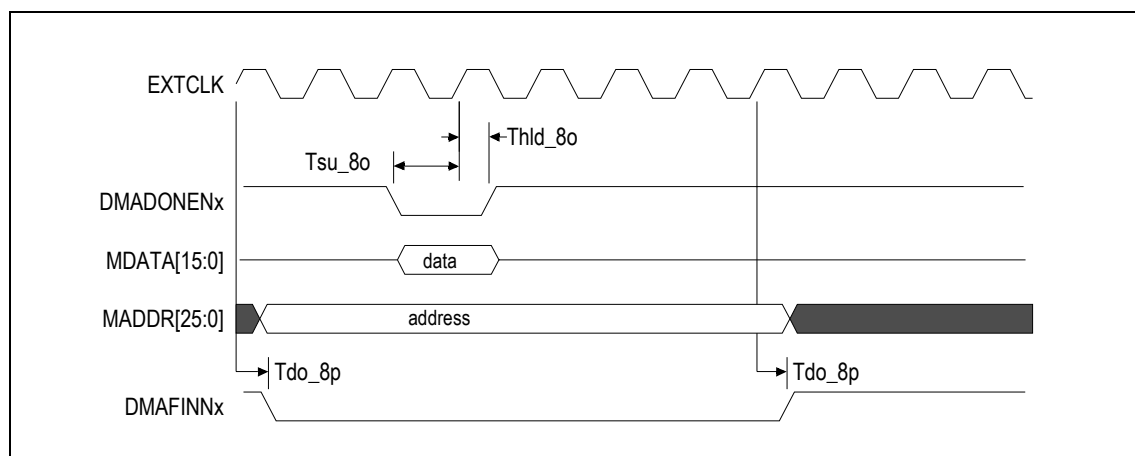 EXTCLK
Thld_8o
Tsu_8o
DMADONENx
MDATA[15:0]
data
MADDR[25:0]
address
Tdo_8p
Tdo_8p
DMAFINNx